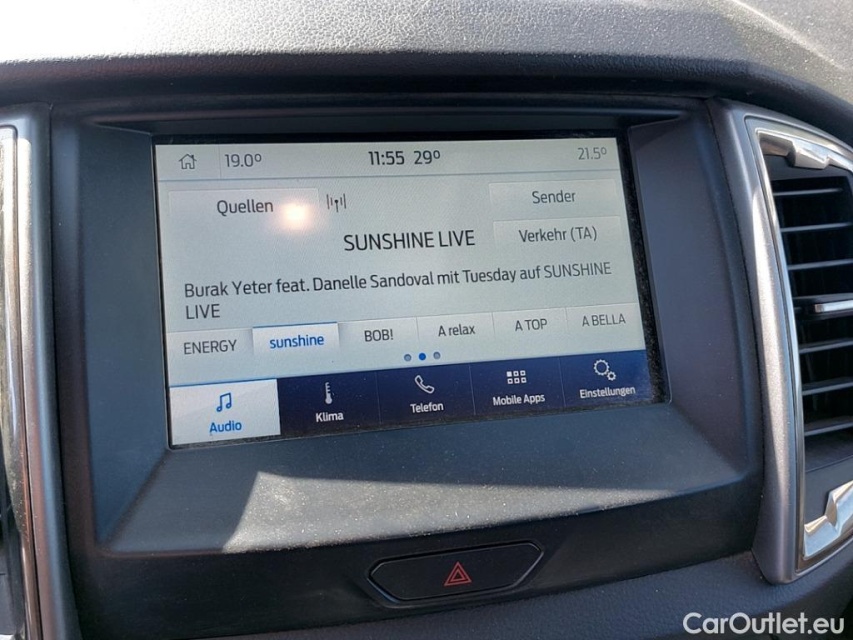 19.0°
11:55 29°
21.5°
Quellen
Sender
SUNSHINE LIVE
Verkehr (TA)
Burak Yeter feat. Danelle Sandoval mit Tuesday auf SUNSHINE
LIVE
ENERGY
sunshine
BOB!
A relax
A TOP
A BELLA
Audio
Klima
Telefon
Mobile Apps
Einstellungen
CarOutlet.eu